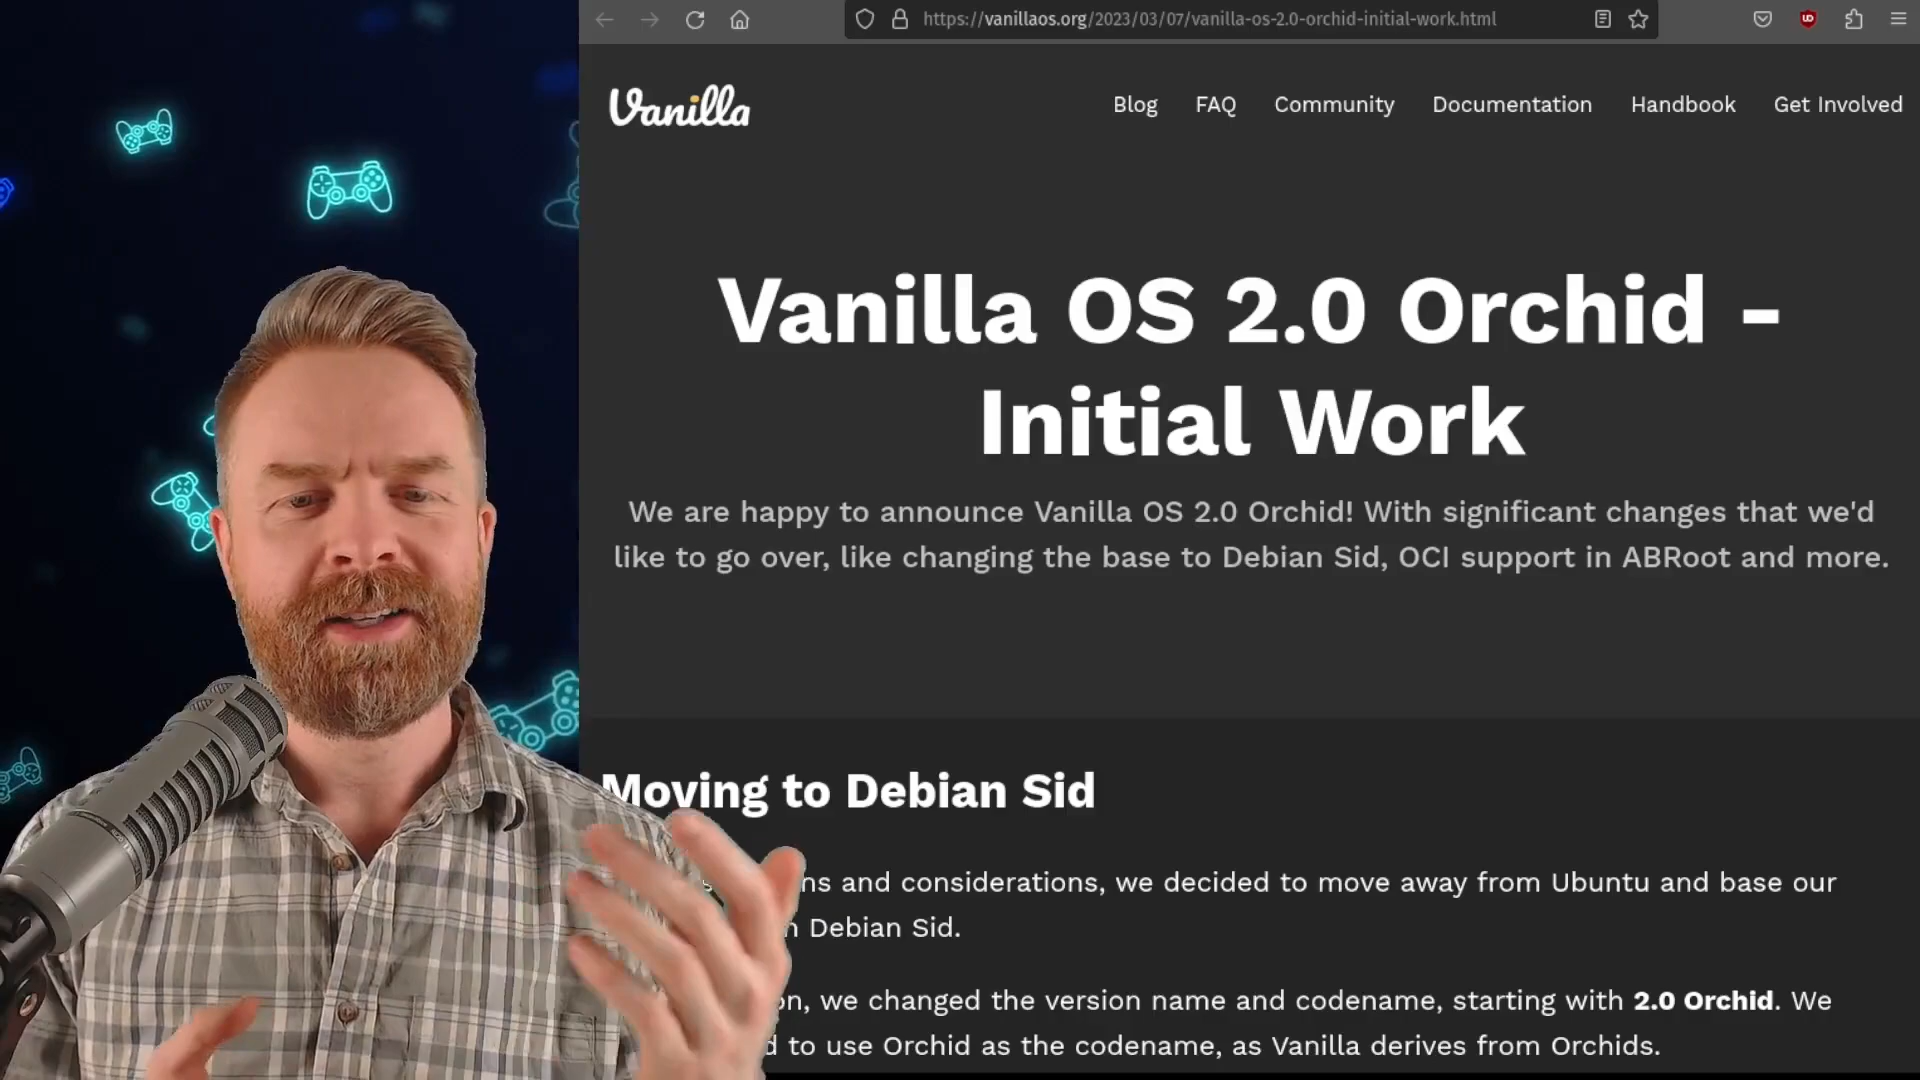 https://vanillaos.org/2023/03/07/vanilla-os-2.0-orchid-initial-work.html
Vanilla
Blog FAQ Community Documentation Handbook Get Involved
Vanilla OS 2.0 Orchid -
Initial Work
We are happy to announce Vanilla OS 2.0 Orchid! With significant changes that we'd
like to go over, like changing the base to Debian Sid, OCI support in ABRoot and more.
Moving to Debian Sid
and considerations, we decided to move away from Ubuntu and base our
Debian Sid.
we changed the version name and codename, starting with 2.0 Orchid. We
to use Orchid as the codename, as Vanilla derives from Orchids.